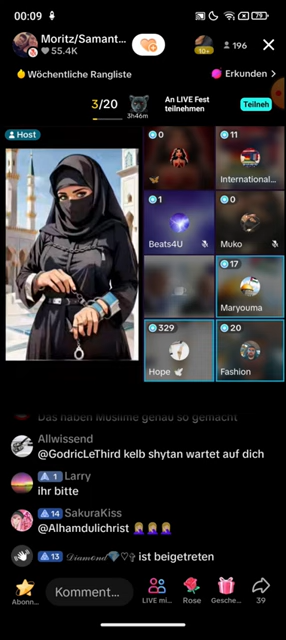 00:09
79
Moritz/Samant...
55.4K
10+
196
Wöchentliche Rangliste
Erkunden >
3/20
3h46m
An LIVE Fest
teilnehmen
Teilneh
Host
0
11
International...
1
Beats4U
0
Muko
17
Maryouma
329
Hope
20
Fashion
Das haben Muslime genau so gemacht
Allwissend
@GodricLeThird kelb shytan wartet auf dich
1 Larry
ihr bitte
14 SakuraKiss
@Alhamdulichrist 🤦🏼‍♀️🤦🏼‍♀️🤦🏼‍♀️
13 𝒟𝒾𝒶𝓂𝑜𝓃𝒹💎♡✞ ist beigetreten
Abonn...
Komment...
LIVE mi...
Rose
Gesche...
39